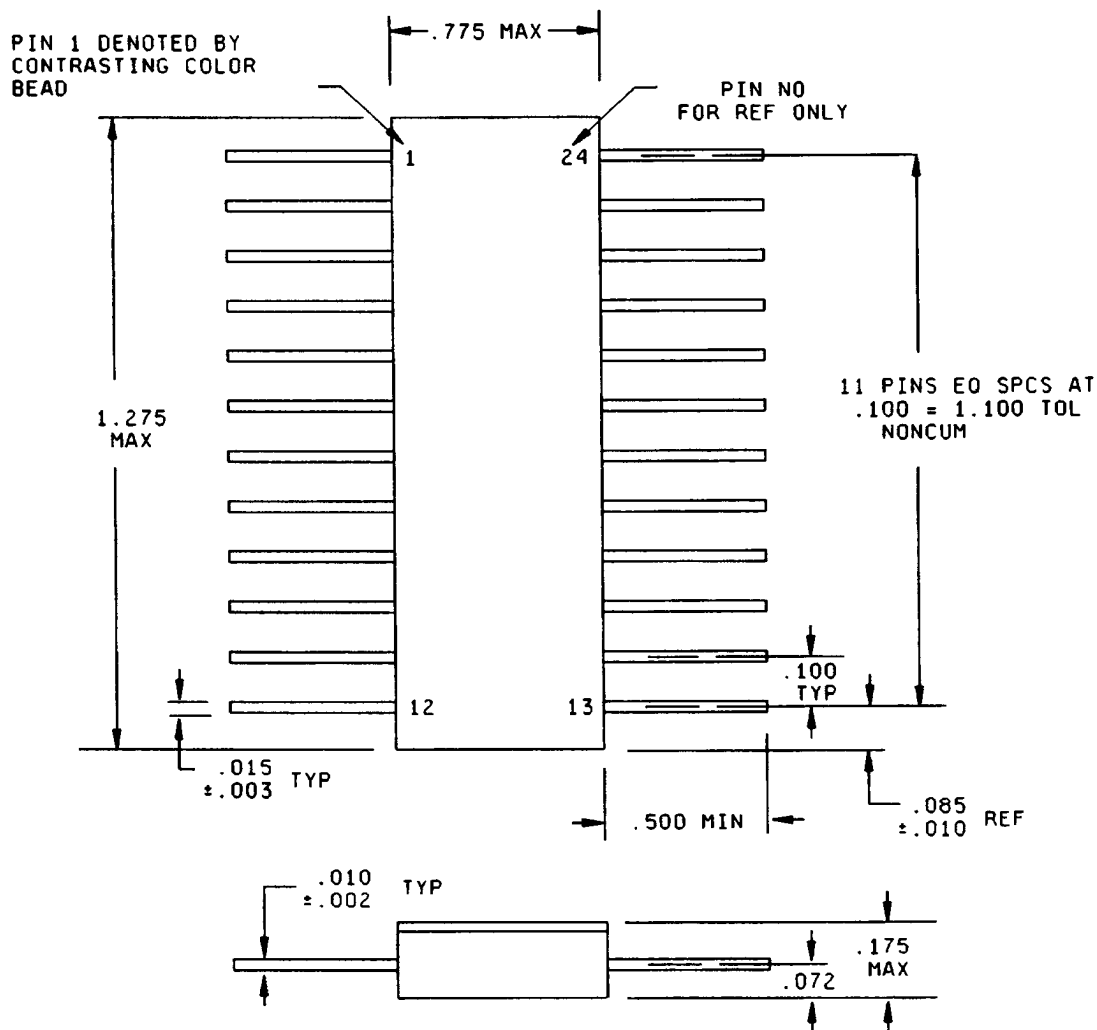 .775 MAX
PIN 1 DENOTED BY
CONTRASTING COLOR
BEAD
PIN NO
FOR REF ONLY
1
24
1.275
MAX
11 PINS EQ SPCS AT
.100 = 1.100 TOL
NONCUM
.100
TYP
12
13
.015
±.003 TYP
.500 MIN
.085
±.010 REF
.010
±.002 TYP
.175
MAX
.072